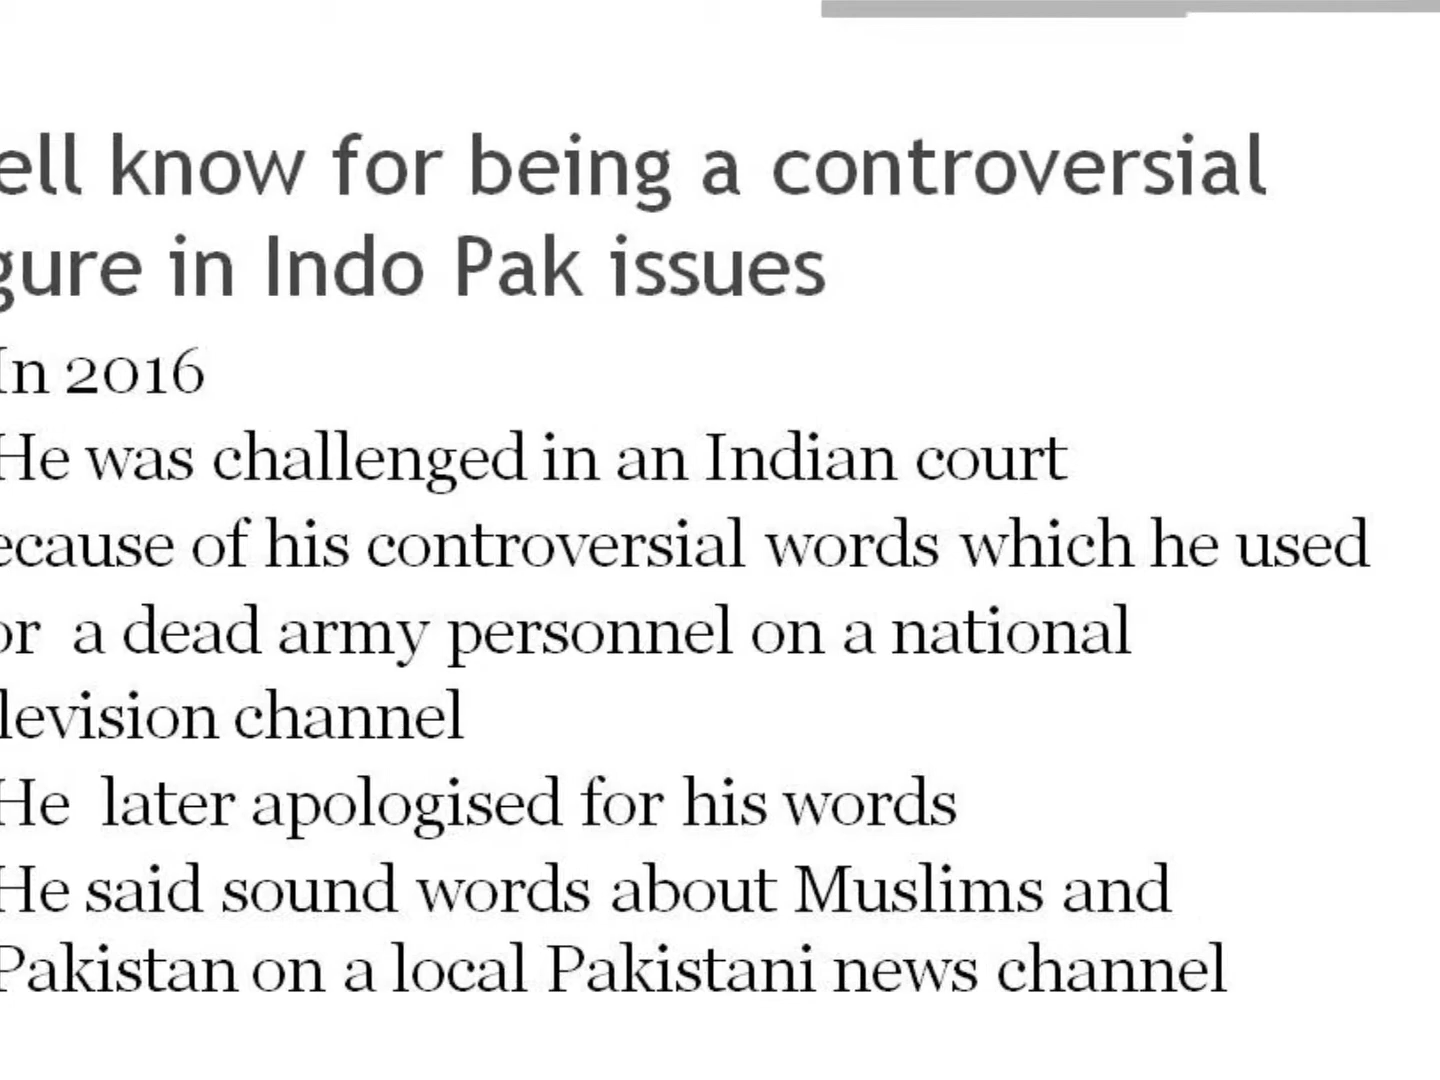 ell know for being a controversial
gure in Indo Pak issues
In 2016
He was challenged in an Indian court
ecause of his controversial words which he used
or a dead army personnel on a national
levision channel
He later apologised for his words
He said sound words about Muslims and
Pakistan on a local Pakistani news channel